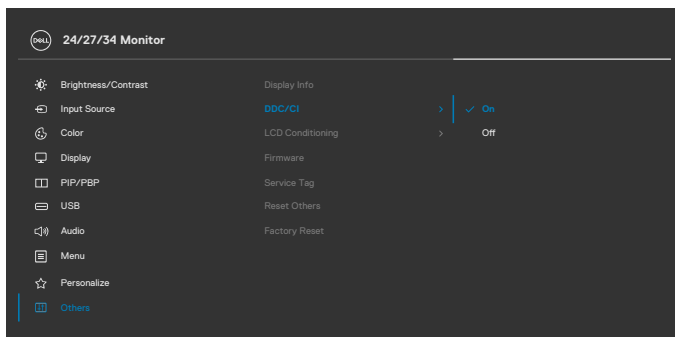 DELL 24/27/34 Monitor
Brightness/Contrast Display Info
Input Source DDC/CI > ✓ On
Color LCD Conditioning > Off
Display Firmware
PIP/PBP Service Tag
USB Reset Others
Audio Factory Reset
Menu
Personalize
Others